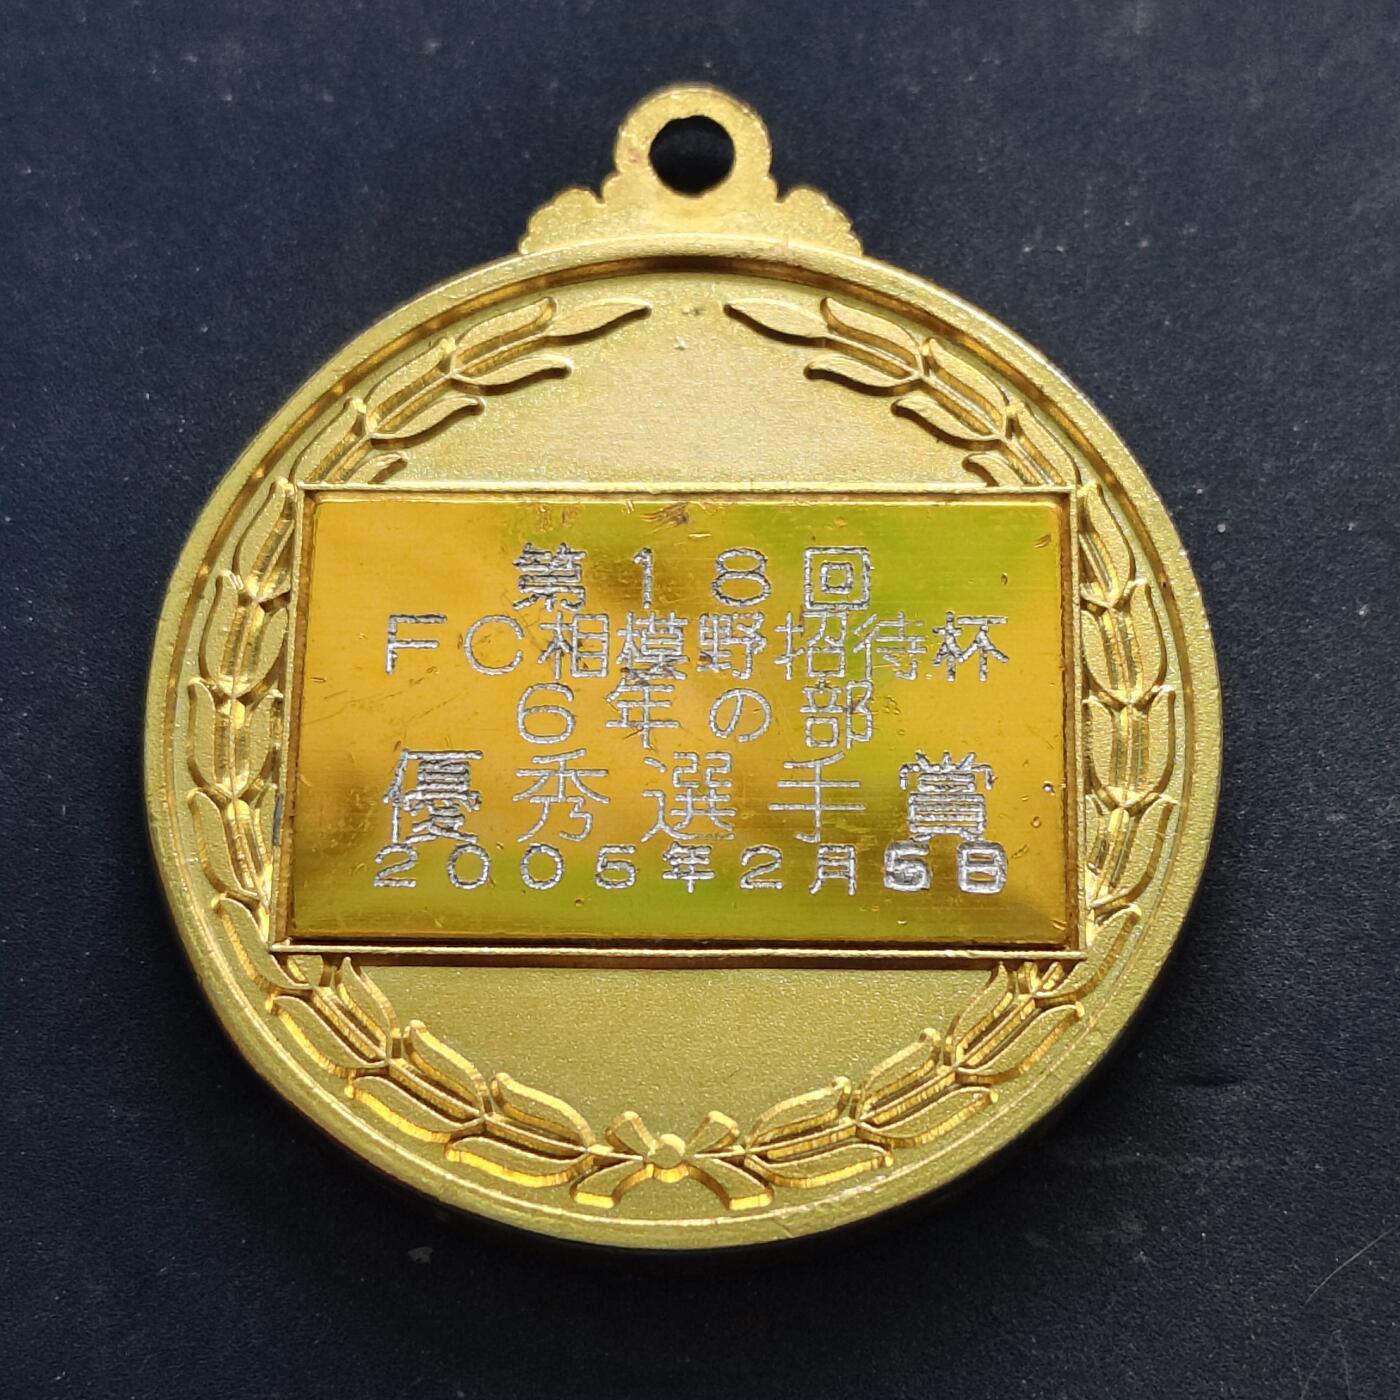 第18回
FC相模野招待杯
6年の部
優秀選手賞
2005年2月5日